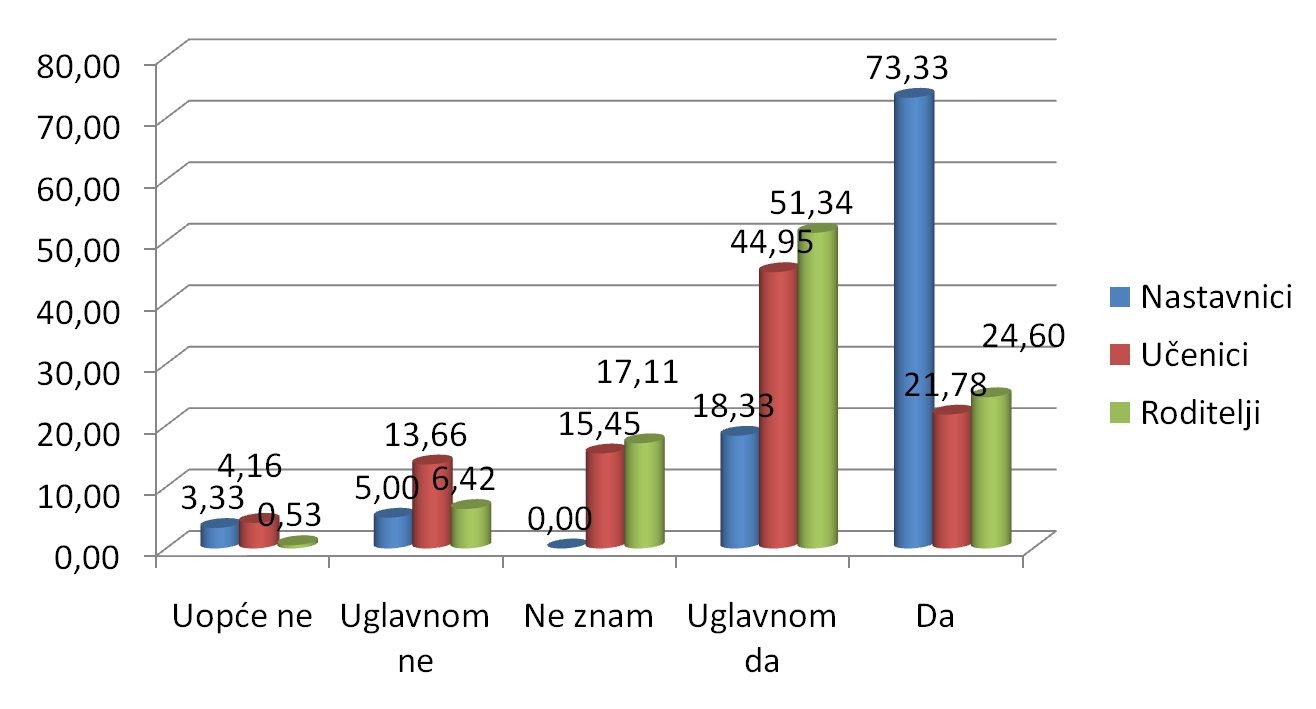 80,00
70,00
60,00
50,00
40,00
30,00
20,00
10,00
0,00
3,33
4,16
0,53
5,00
13,66
6,42
0,00
15,45
17,11
18,33
44,95
51,34
73,33
21,78
24,60
Uopće ne
Uglavnom
ne
Ne znam
Uglavnom
da
Da
Nastavnici
Učenici
Roditelji